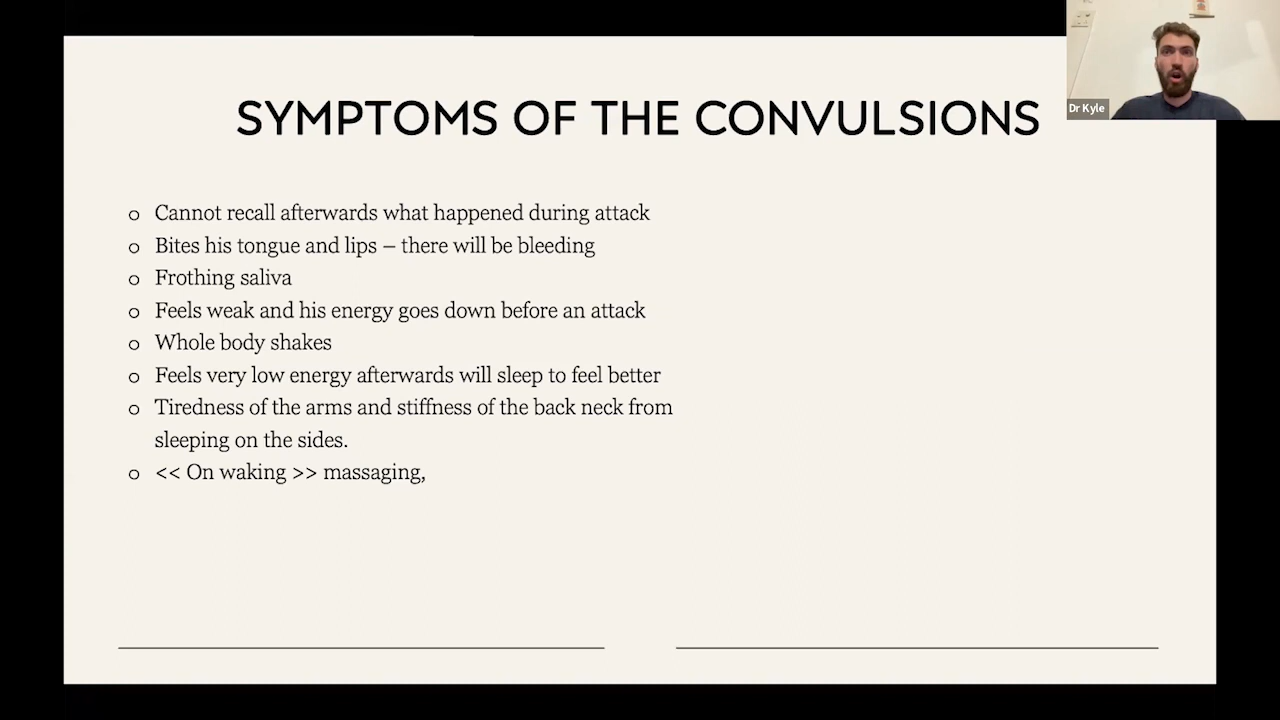 SYMPTOMS OF THE CONVULSIONS
Dr Kyle
o Cannot recall afterwards what happened during attack
o Bites his tongue and lips – there will be bleeding
o Frothing saliva
o Feels weak and his energy goes down before an attack
o Whole body shakes
o Feels very low energy afterwards will sleep to feel better
o Tiredness of the arms and stiffness of the back neck from
sleeping on the sides.
o << On waking >> massaging,